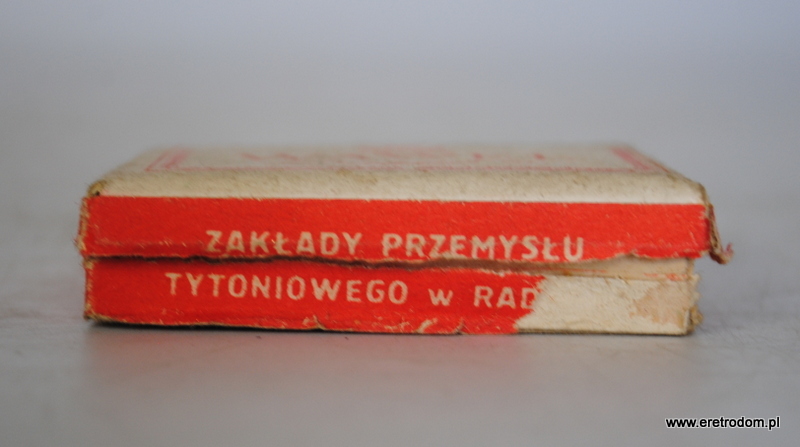 ZAKŁADY PRZEMYSŁU
TYTONIOWEGO w RAD
www.eretrodom.pl